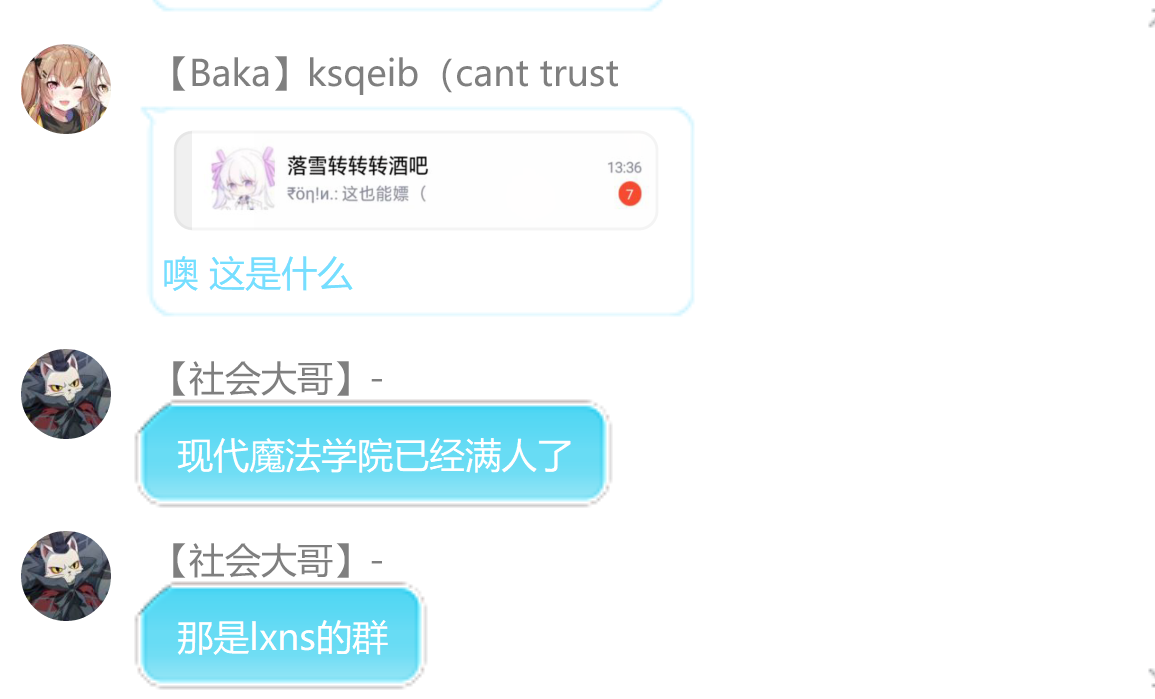 【Baka】ksqeib（cant trust
落雪转转转酒吧
13:36
₹öη!и.: 这也能嫖（
7
噢 这是什么
【社会大哥】-
现代魔法学院已经满人了
【社会大哥】-
那是lxns的群